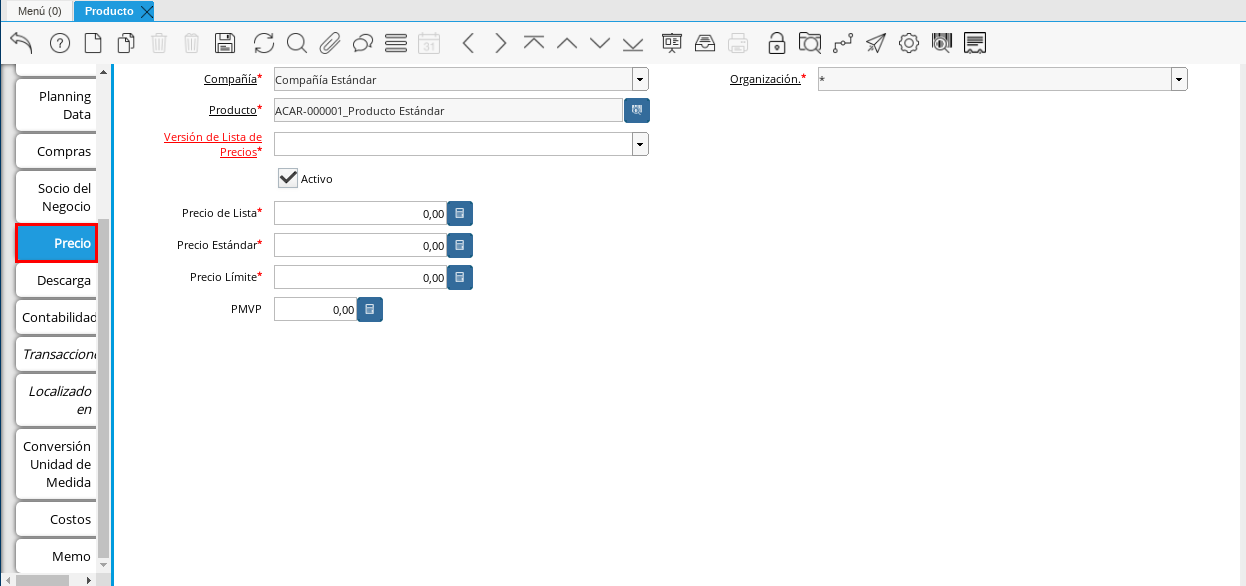 Menú (0)
Producto
31
Planning
Data
Compras
Socio del
Negocio
Precio
Descarga
Contabilidad
Transaccion
Localizado
en
Conversión
Unidad de
Medida
Costos
Memo
Compañía* Compañía Estándar
Organización.* *
Producto* ACAR-000001_Producto Estándar
Versión de Lista de
Precios*
Activo
Precio de Lista* 0,00
Precio Estándar* 0,00
Precio Límite* 0,00
PMVP 0,00